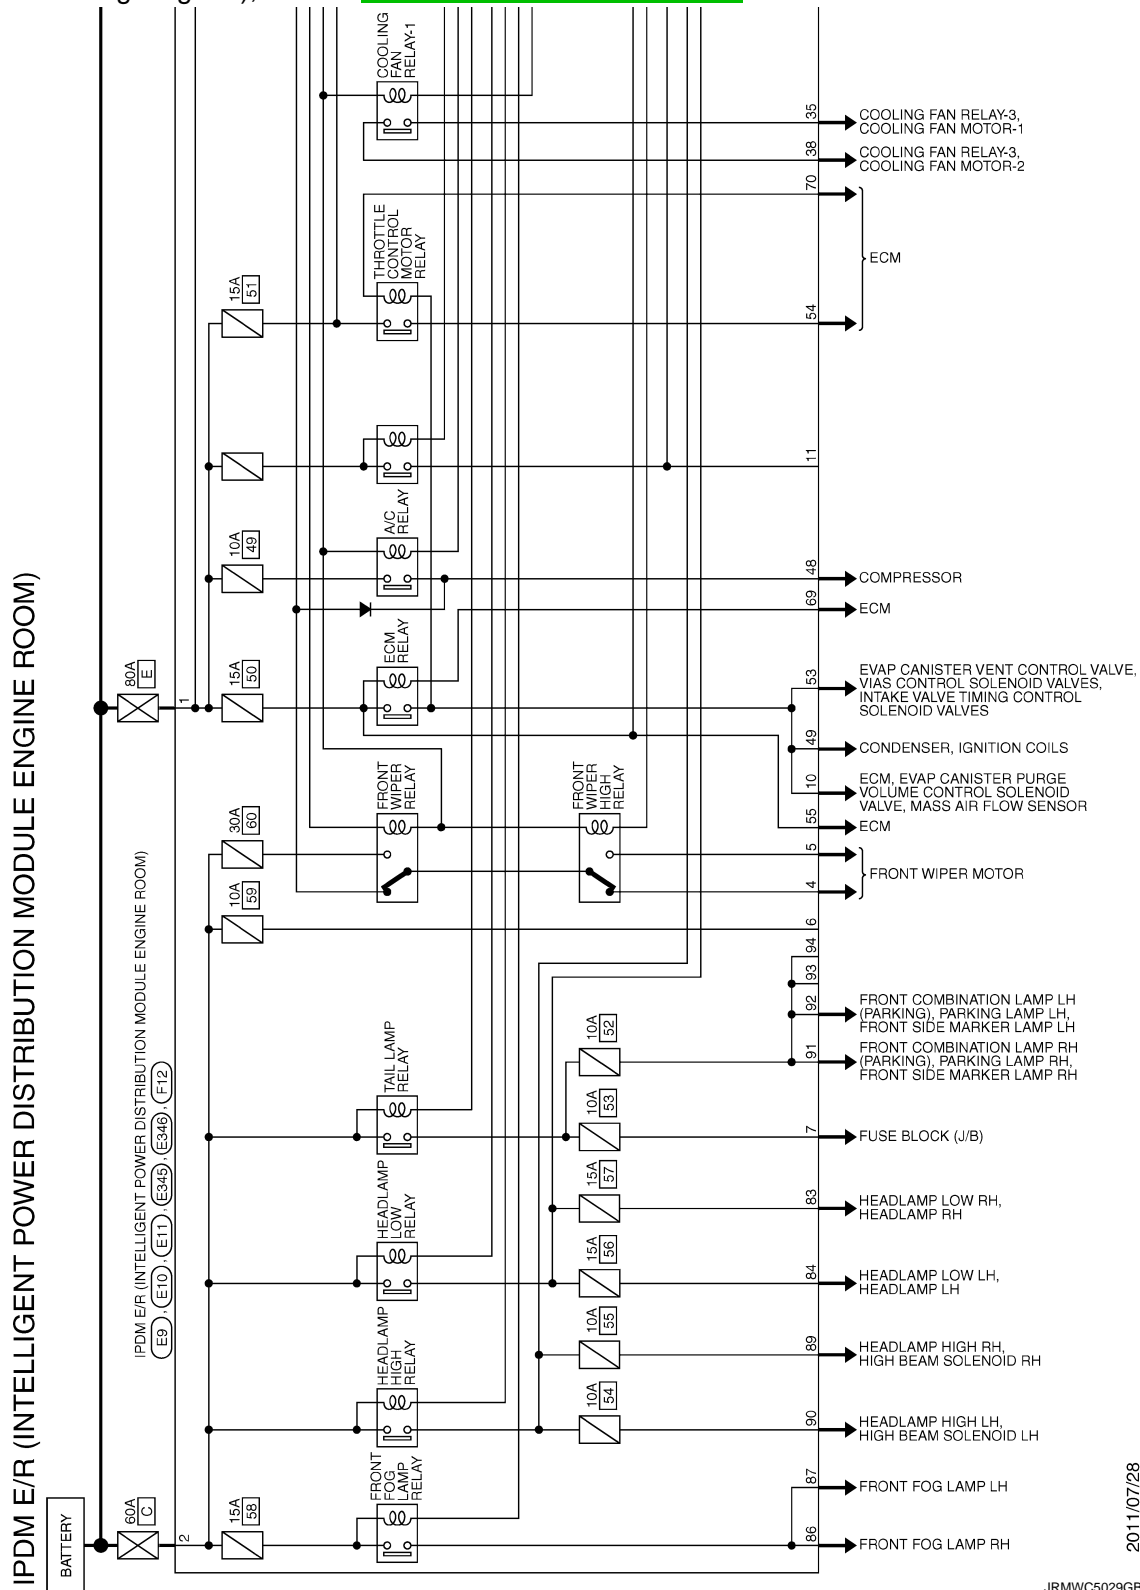 IPDM E/R (INTELLIGENT POWER DISTRIBUTION MODULE ENGINE ROOM)
BATTERY
60A
C
80A
E
IPDM E/R (INTELLIGENT POWER DISTRIBUTION MODULE ENGINE ROOM)
E9 , E10 , E11 , E345 , E346 , F12
2
1
15A
58
10A
59
30A
60
15A
50
10A
49
15A
51
COOLING
FAN
RELAY-1
THROTTLE
CONTROL
MOTOR
RELAY
A/C
RELAY
ECM
RELAY
FRONT
WIPER
RELAY
FRONT
WIPER
HIGH
RELAY
TAIL LAMP
RELAY
HEADLAMP
LOW
RELAY
HEADLAMP
HIGH
RELAY
FRONT
FOG
LAMP
RELAY
10A
52
10A
53
15A
57
15A
56
10A
55
10A
54
35
COOLING FAN RELAY-3,
COOLING FAN MOTOR-1
38
COOLING FAN RELAY-3,
COOLING FAN MOTOR-2
70
ECM
54
11
48
COMPRESSOR
69
ECM
53
EVAP CANISTER VENT CONTROL VALVE,
VIAS CONTROL SOLENOID VALVES,
INTAKE VALVE TIMING CONTROL
SOLENOID VALVES
49
CONDENSER, IGNITION COILS
10
ECM, EVAP CANISTER PURGE
VOLUME CONTROL SOLENOID
VALVE, MASS AIR FLOW SENSOR
55
ECM
5
FRONT WIPER MOTOR
4
6
94
93
92
FRONT COMBINATION LAMP LH
(PARKING), PARKING LAMP LH,
FRONT SIDE MARKER LAMP LH
91
FRONT COMBINATION LAMP RH
(PARKING), PARKING LAMP RH,
FRONT SIDE MARKER LAMP RH
7
FUSE BLOCK (J/B)
83
HEADLAMP LOW RH,
HEADLAMP RH
84
HEADLAMP LOW LH,
HEADLAMP LH
89
HEADLAMP HIGH RH,
HIGH BEAM SOLENOID RH
90
HEADLAMP HIGH LH,
HIGH BEAM SOLENOID LH
87
FRONT FOG LAMP LH
86
FRONT FOG LAMP RH
2011/07/28
JRMWC5029GB